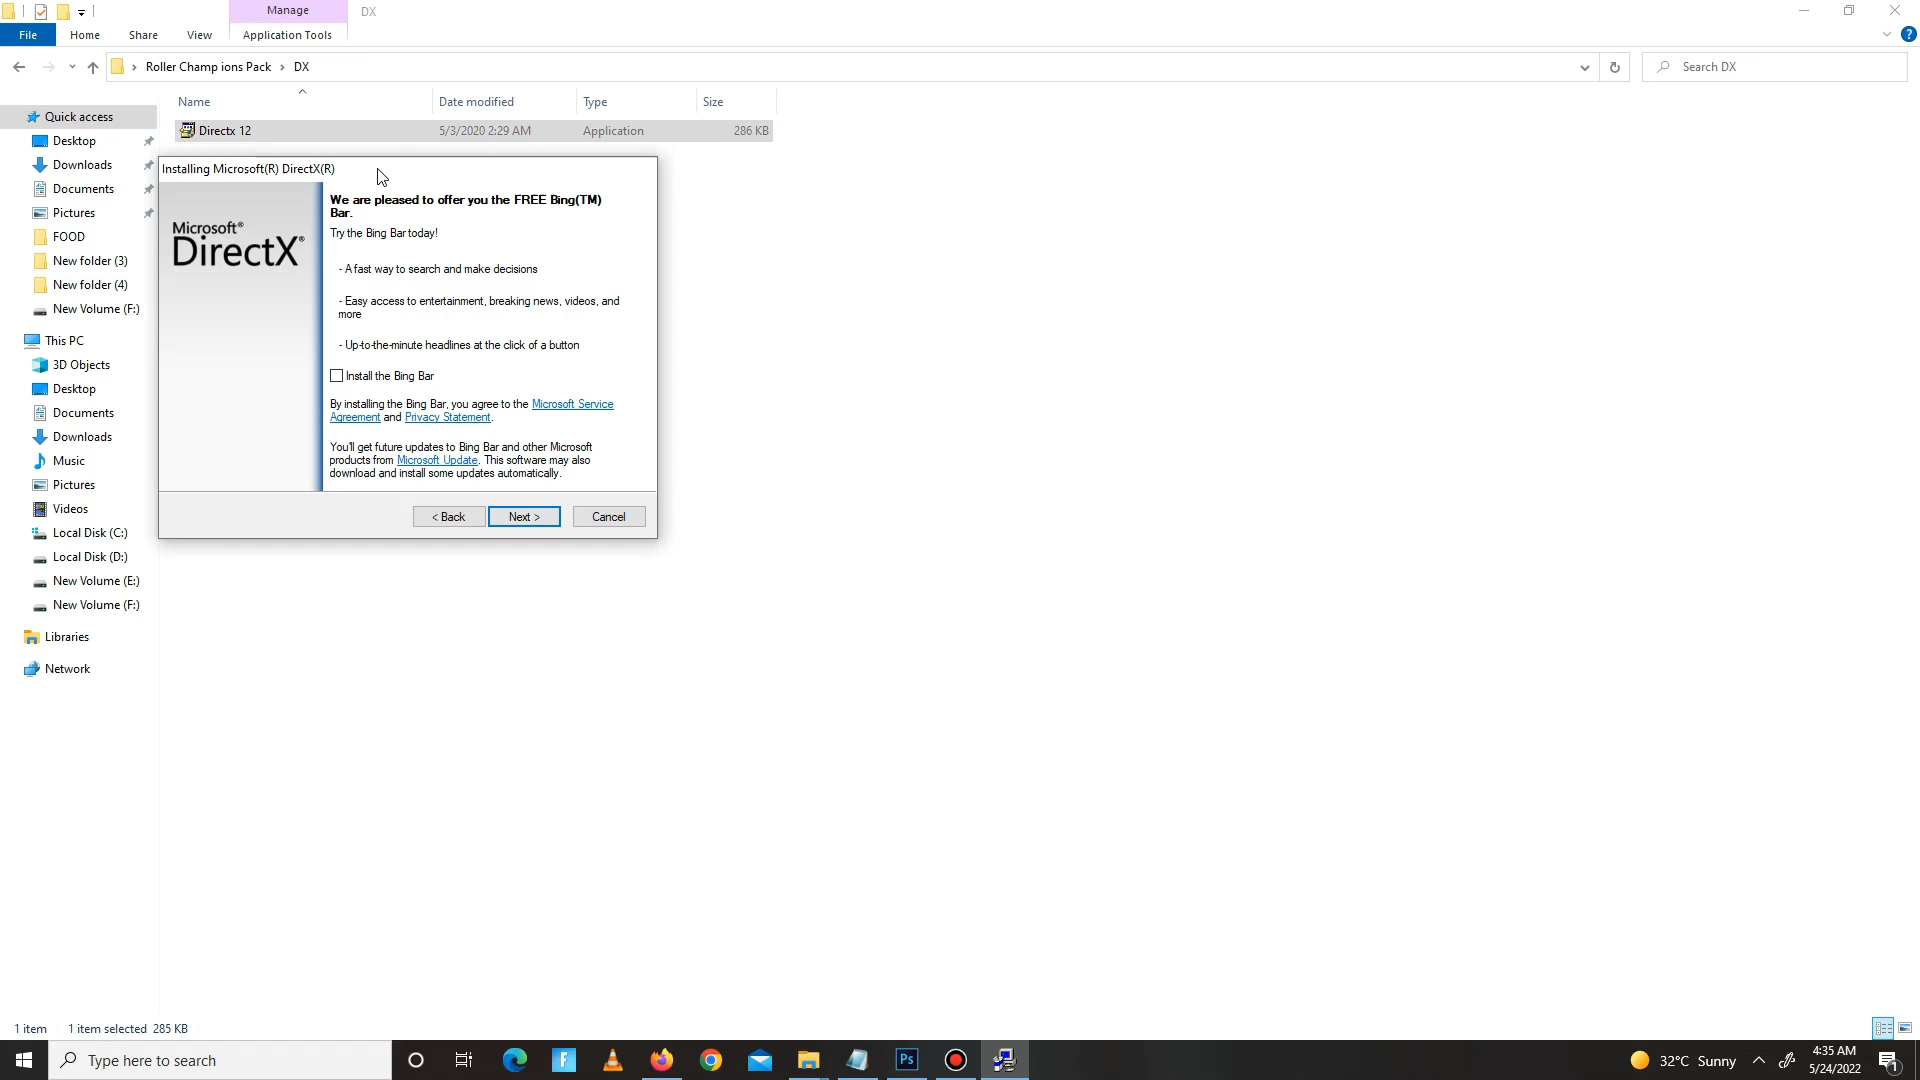 Manage
DX
File
Home
Share
View
Application Tools
Roller Champ ions Pack
DX
Search DX
Name
Date modified
Type
Size
Directx 12
5/3/2020 2:29 AM
Application
286 KB
Quick access
Desktop
Downloads
Documents
Pictures
FOOD
New folder (3)
New folder (4)
New Volume (F:)
This PC
3D Objects
Desktop
Documents
Downloads
Music
Pictures
Videos
Local Disk (C:)
Local Disk (D:)
New Volume (E:)
New Volume (F:)
Libraries
Network
Installing Microsoft(R) DirectX(R)
Microsoft®
DirectX®
We are pleased to offer you the FREE Bing(TM)
Bar.
Try the Bing Bar today!
- A fast way to search and make decisions
- Easy access to entertainment, breaking news, videos, and
more
- Up-to-the-minute headlines at the click of a button
Install the Bing Bar
By installing the Bing Bar, you agree to the Microsoft Service
Agreement and Privacy Statement.
You'll get future updates to Bing Bar and other Microsoft
products from Microsoft Update. This software may also
download and install some updates automatically.
< Back
Next >
Cancel
1 item
1 item selected 285 KB
Type here to search
Ps
32°C Sunny
4:35 AM
5/24/2022
1